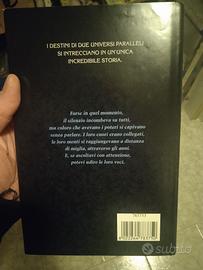 I DESTINI DI DUE UNIVERSI PARALLELI
SI INTRECCIANO IN UN'UNICA
INCREDIBILE STORIA.
Forse in quel momento,
il silenzio incombeva su tutti,
ma coloro che avevano i poteri si capivano
senza parlare. I loro cuori erano collegati,
le loro menti si raggiungevano a distanza
di miglia, attraverso gli anni.
E, se ascoltavi con attenzione,
potevi udire le loro voci.
subito